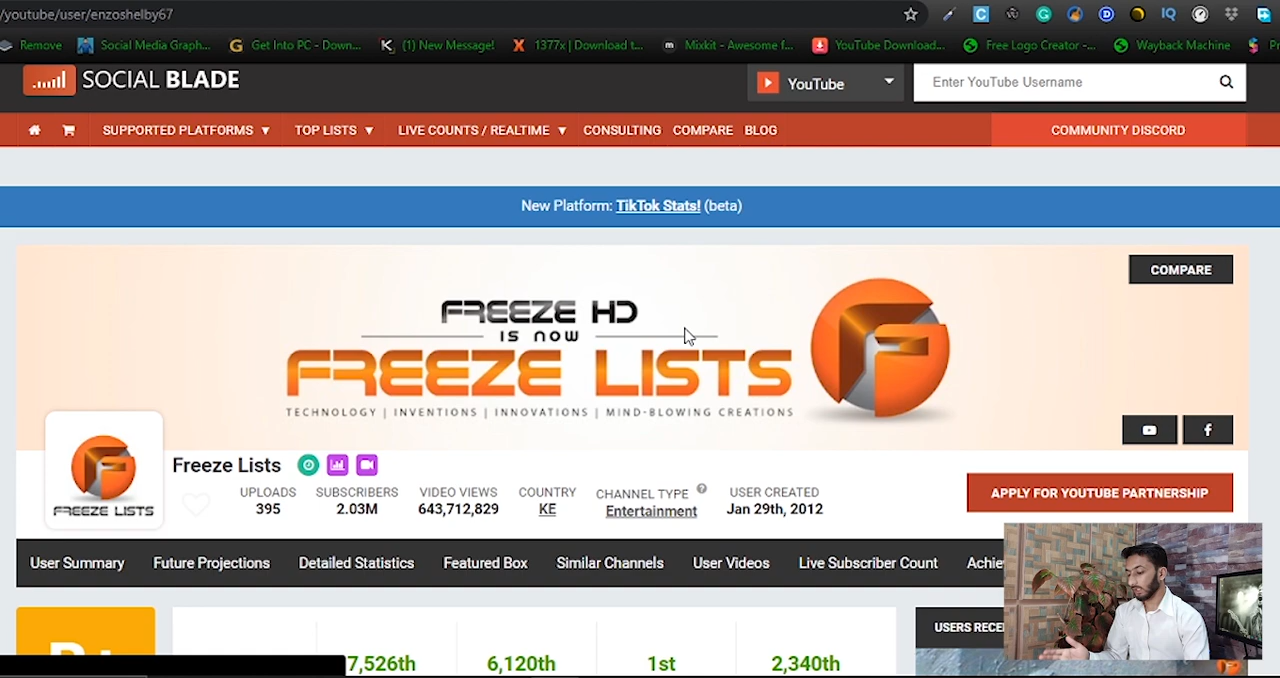 /youtube/user/enzoshelby67
Remove Social Media Graph... Get Into PC - Down... (1) New Message! 1377x | Download t... Mixkit - Awesome f... YouTube Download... Free Logo Creator -... Wayback Machine
SOCIAL BLADE YouTube Enter YouTube Username
SUPPORTED PLATFORMS TOP LISTS LIVE COUNTS / REALTIME CONSULTING COMPARE BLOG COMMUNITY DISCORD
New Platform: TikTok Stats! (beta)
COMPARE
FREEZE HD
IS NOW
FREEZE LISTS
TECHNOLOGY | INVENTIONS | INNOVATIONS | MIND-BLOWING CREATIONS
FREEZE LISTS
Freeze Lists
UPLOADS SUBSCRIBERS VIDEO VIEWS COUNTRY CHANNEL TYPE USER CREATED
395 2.03M 643,712,829 KE Entertainment Jan 29th, 2012
APPLY FOR YOUTUBE PARTNERSHIP
User Summary Future Projections Detailed Statistics Featured Box Similar Channels User Videos Live Subscriber Count Achie
USERS RECE
7,526th 6,120th 1st 2,340th